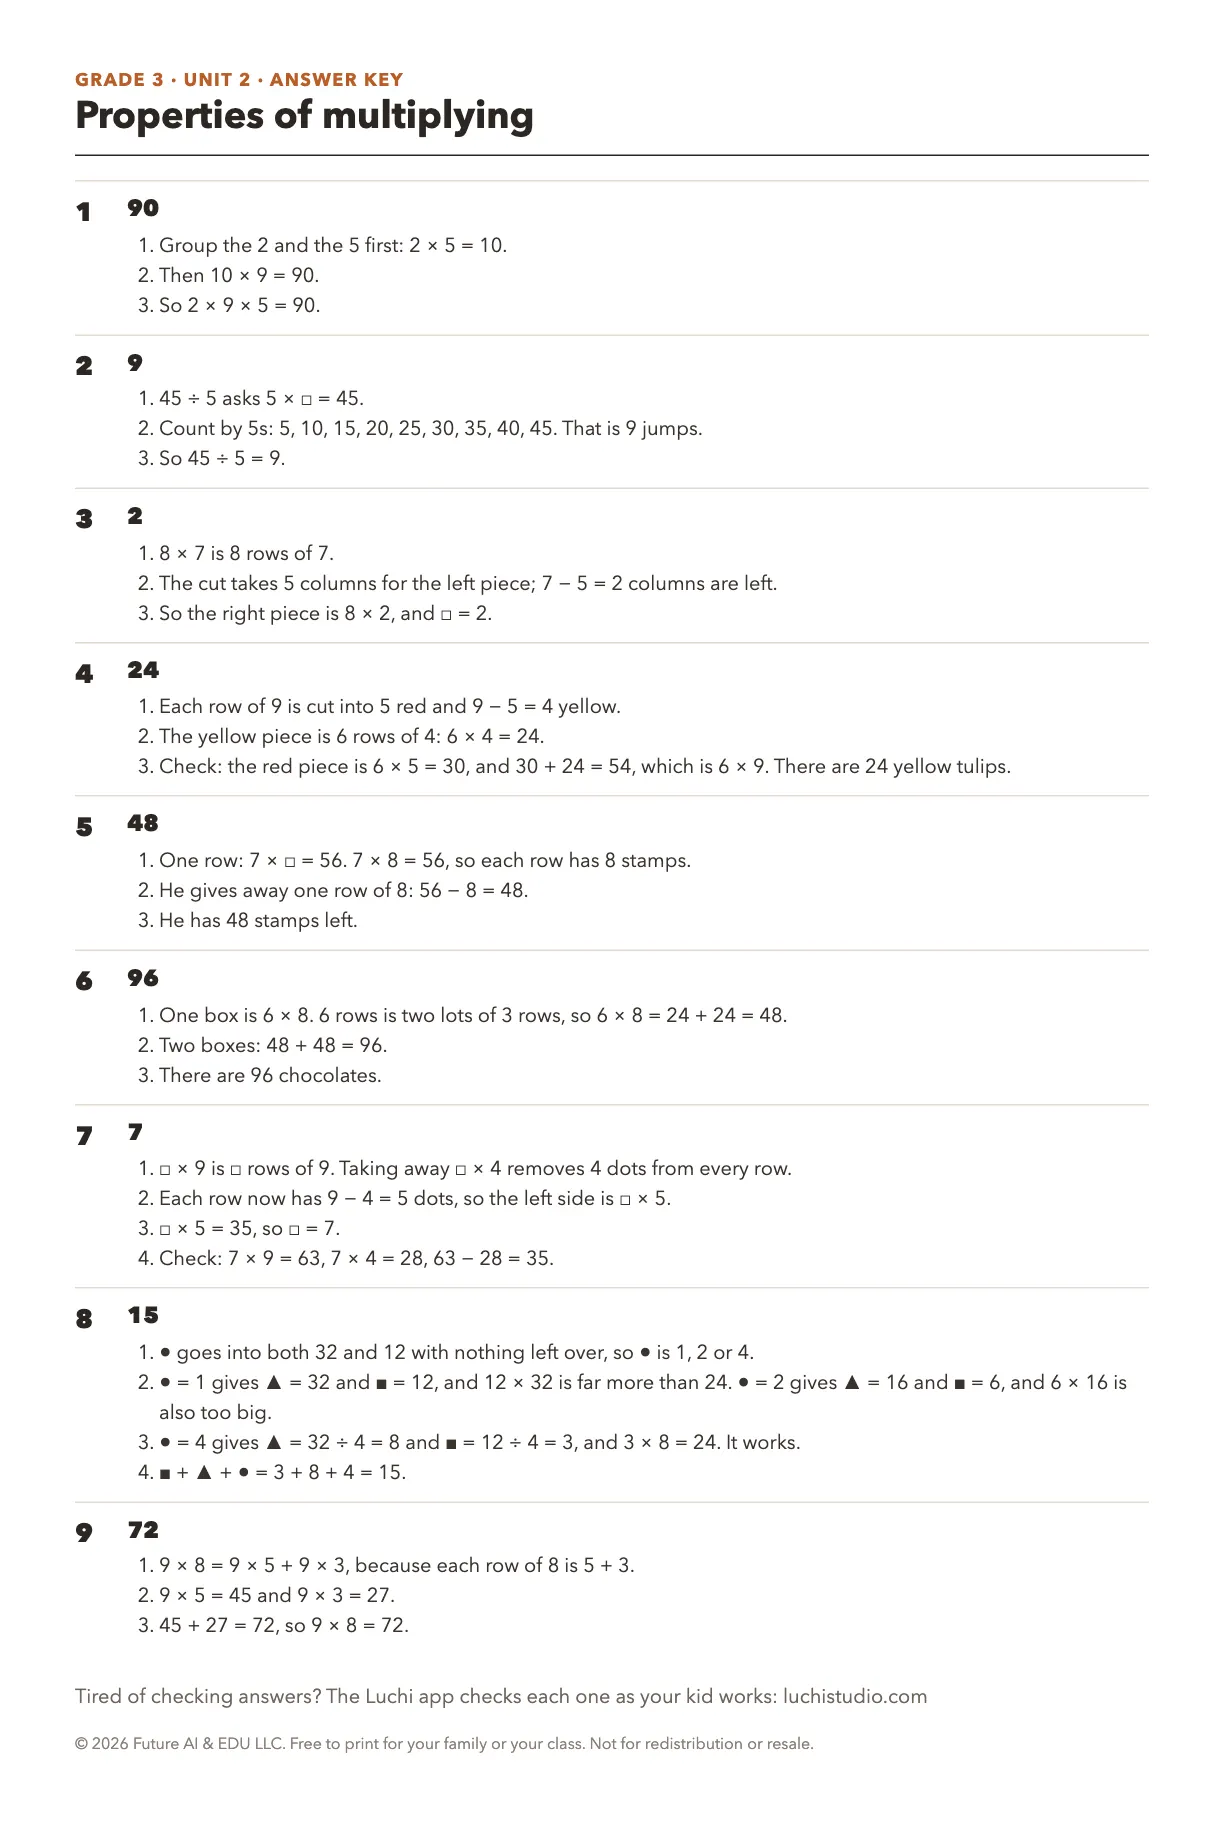 GRADE 3 · UNIT 2 · ANSWER KEY
Properties of multiplying
1 90
1. Group the 2 and the 5 first: 2 × 5 = 10.
2. Then 10 × 9 = 90.
3. So 2 × 9 × 5 = 90.
2 9
1. 45 ÷ 5 asks 5 × □ = 45.
2. Count by 5s: 5, 10, 15, 20, 25, 30, 35, 40, 45. That is 9 jumps.
3. So 45 ÷ 5 = 9.
3 2
1. 8 × 7 is 8 rows of 7.
2. The cut takes 5 columns for the left piece; 7 − 5 = 2 columns are left.
3. So the right piece is 8 × 2, and □ = 2.
4 24
1. Each row of 9 is cut into 5 red and 9 − 5 = 4 yellow.
2. The yellow piece is 6 rows of 4: 6 × 4 = 24.
3. Check: the red piece is 6 × 5 = 30, and 30 + 24 = 54, which is 6 × 9. There are 24 yellow tulips.
5 48
1. One row: 7 × □ = 56. 7 × 8 = 56, so each row has 8 stamps.
2. He gives away one row of 8: 56 − 8 = 48.
3. He has 48 stamps left.
6 96
1. One box is 6 × 8. 6 rows is two lots of 3 rows, so 6 × 8 = 24 + 24 = 48.
2. Two boxes: 48 + 48 = 96.
3. There are 96 chocolates.
7 7
1. □ × 9 is □ rows of 9. Taking away □ × 4 removes 4 dots from every row.
2. Each row now has 9 − 4 = 5 dots, so the left side is □ × 5.
3. □ × 5 = 35, so □ = 7.
4. Check: 7 × 9 = 63, 7 × 4 = 28, 63 − 28 = 35.
8 15
1. ● goes into both 32 and 12 with nothing left over, so ● is 1, 2 or 4.
2. ● = 1 gives ▲ = 32 and ■ = 12, and 12 × 32 is far more than 24. ● = 2 gives ▲ = 16 and ■ = 6, and 6 × 16 is
also too big.
3. ● = 4 gives ▲ = 32 ÷ 4 = 8 and ■ = 12 ÷ 4 = 3, and 3 × 8 = 24. It works.
4. ■ + ▲ + ● = 3 + 8 + 4 = 15.
9 72
1. 9 × 8 = 9 × 5 + 9 × 3, because each row of 8 is 5 + 3.
2. 9 × 5 = 45 and 9 × 3 = 27.
3. 45 + 27 = 72, so 9 × 8 = 72.
Tired of checking answers? The Luchi app checks each one as your kid works: luchistudio.com
© 2026 Future AI & EDU LLC. Free to print for your family or your class. Not for redistribution or resale.